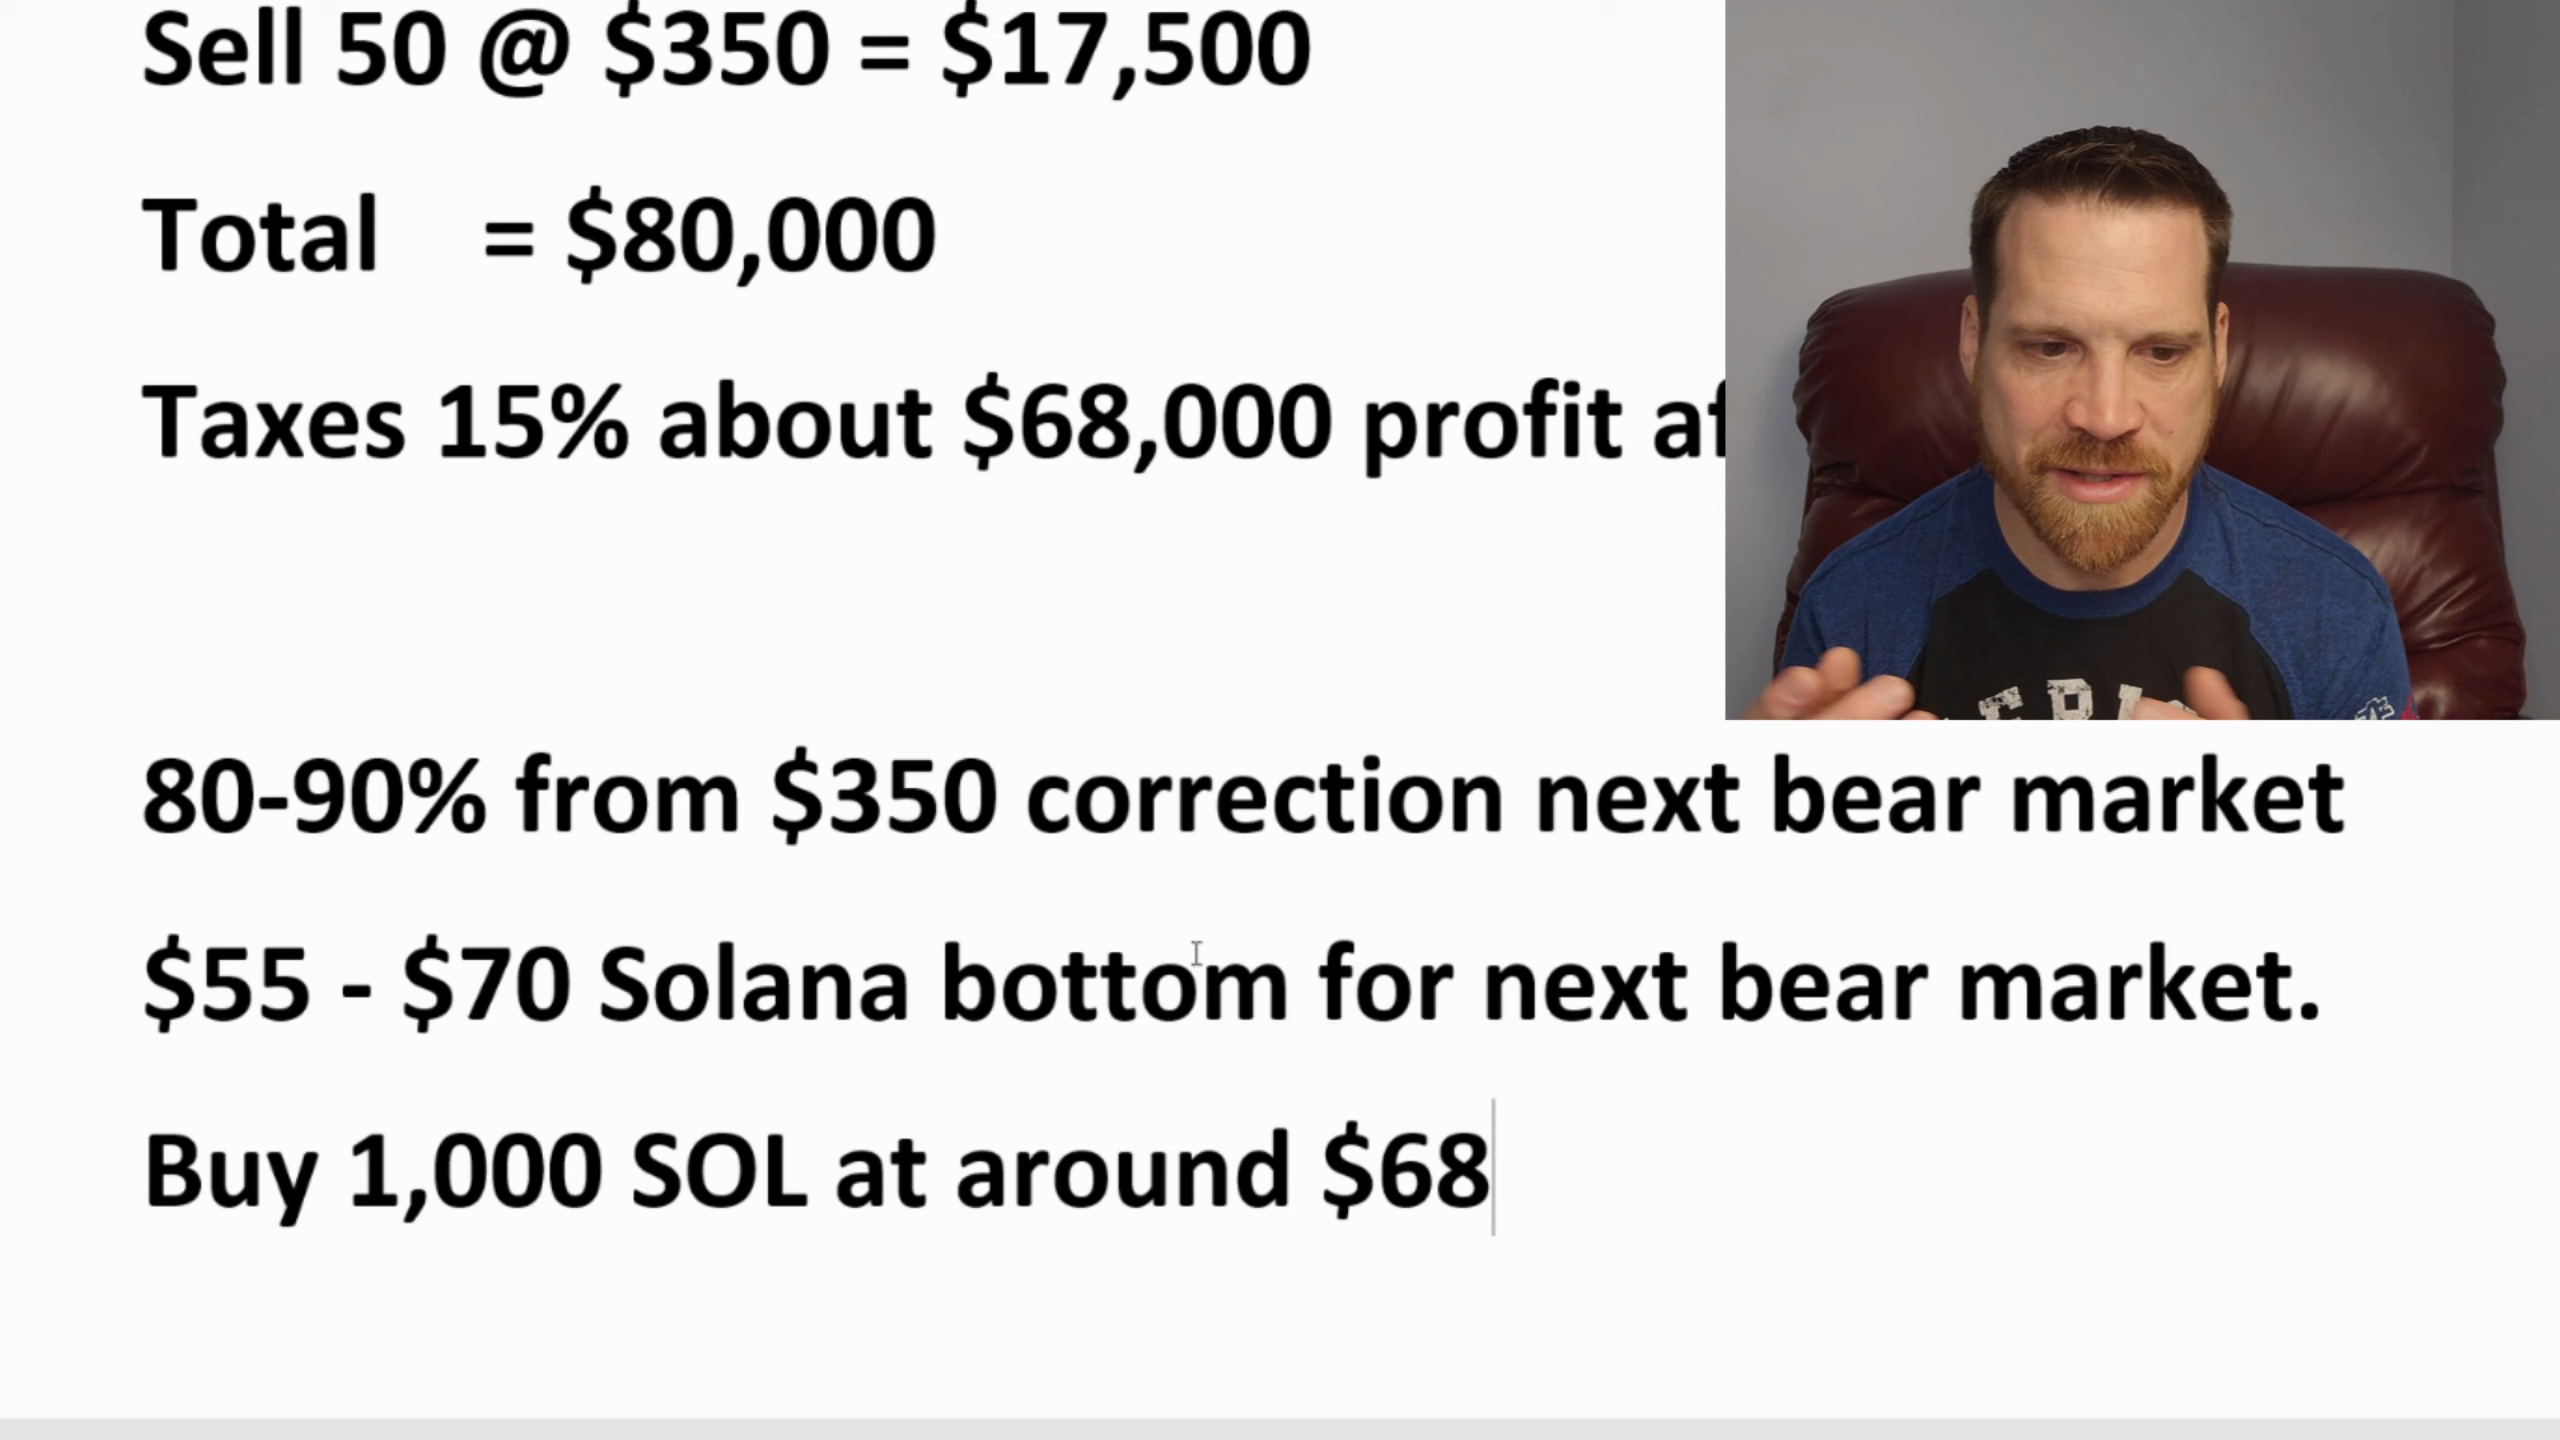 Sell 50 @ $350 = $17,500
Total = $80,000
Taxes 15% about $68,000 profit
80-90% from $350 correction next bear market
$55 - $70 Solana bottom for next bear market.
Buy 1,000 SOL at around $68